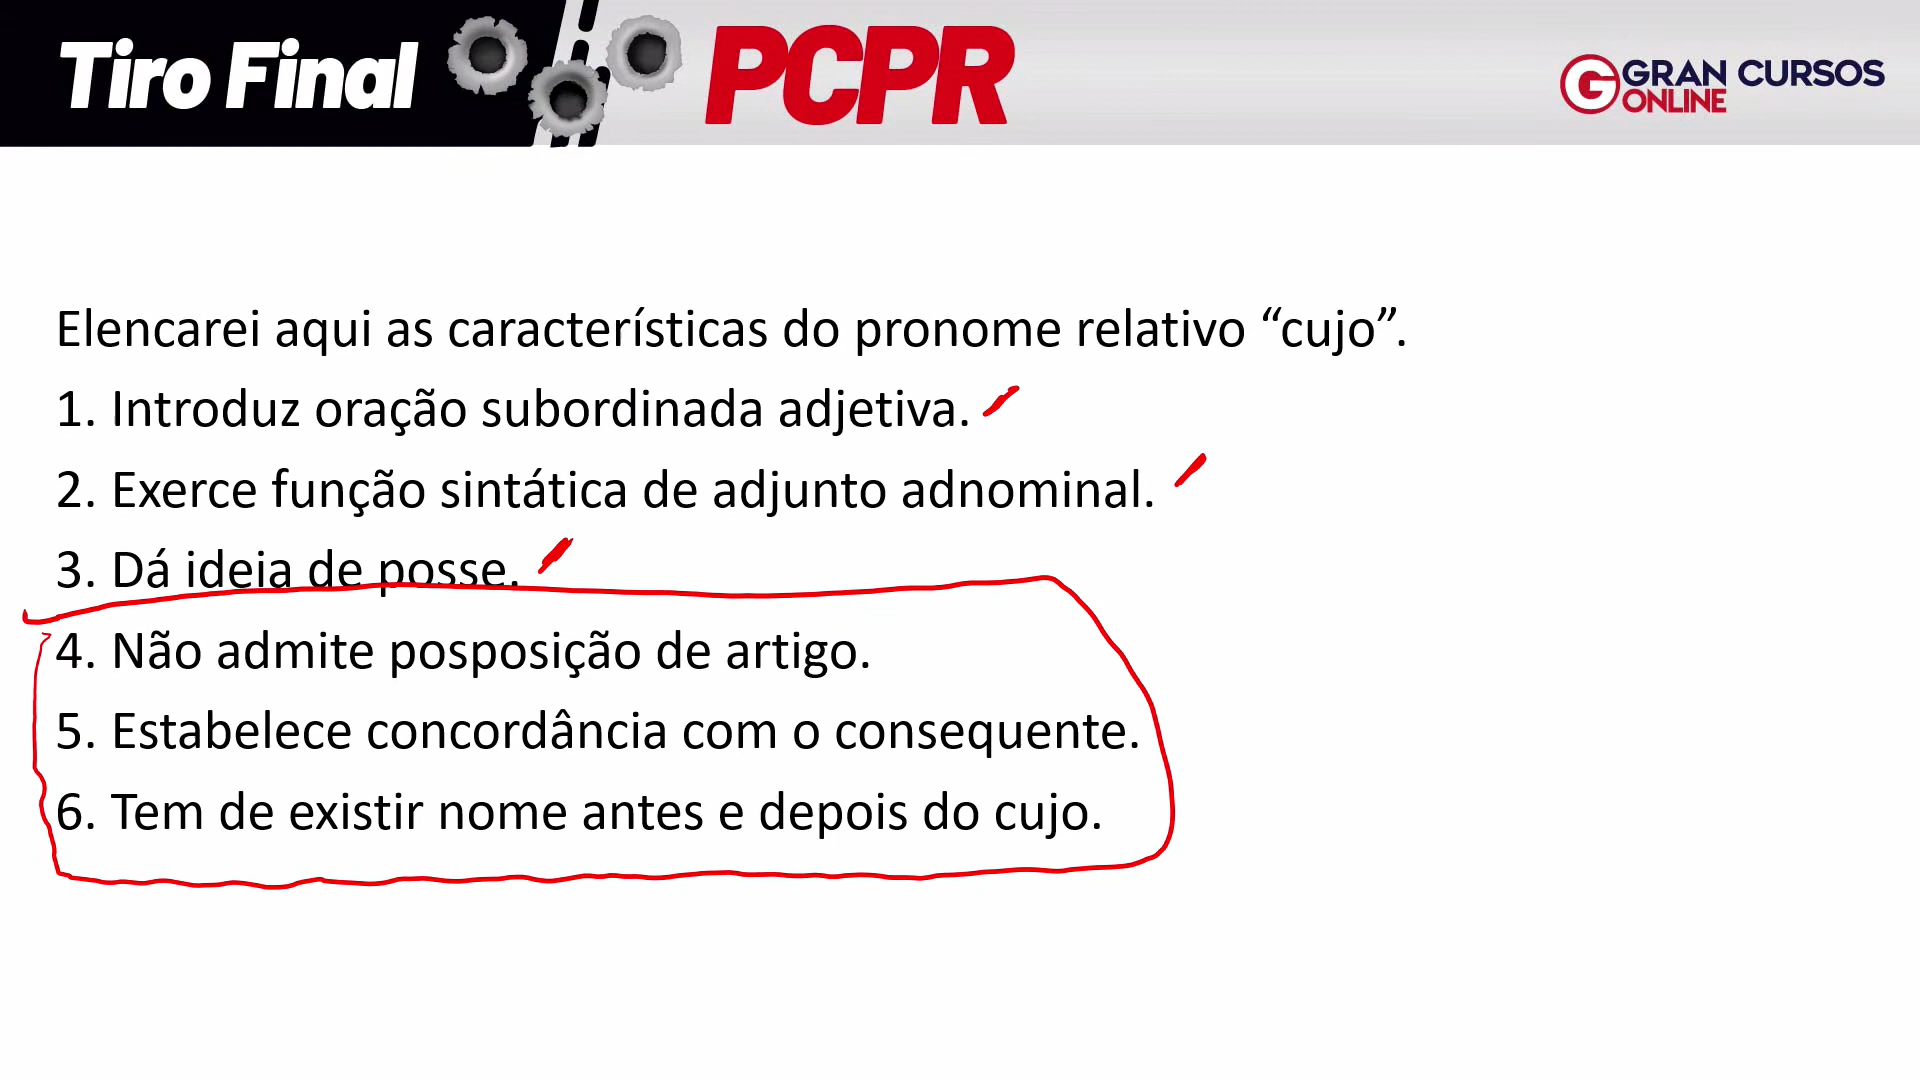 Tiro Final
PCPR
GRAN CURSOS
ONLINE
Elencarei aqui as características do pronome relativo “cujo”.
1. Introduz oração subordinada adjetiva.
2. Exerce função sintática de adjunto adnominal.
3. Dá ideia de posse.
4. Não admite posposição de artigo.
5. Estabelece concordância com o consequente.
6. Tem de existir nome antes e depois do cujo.